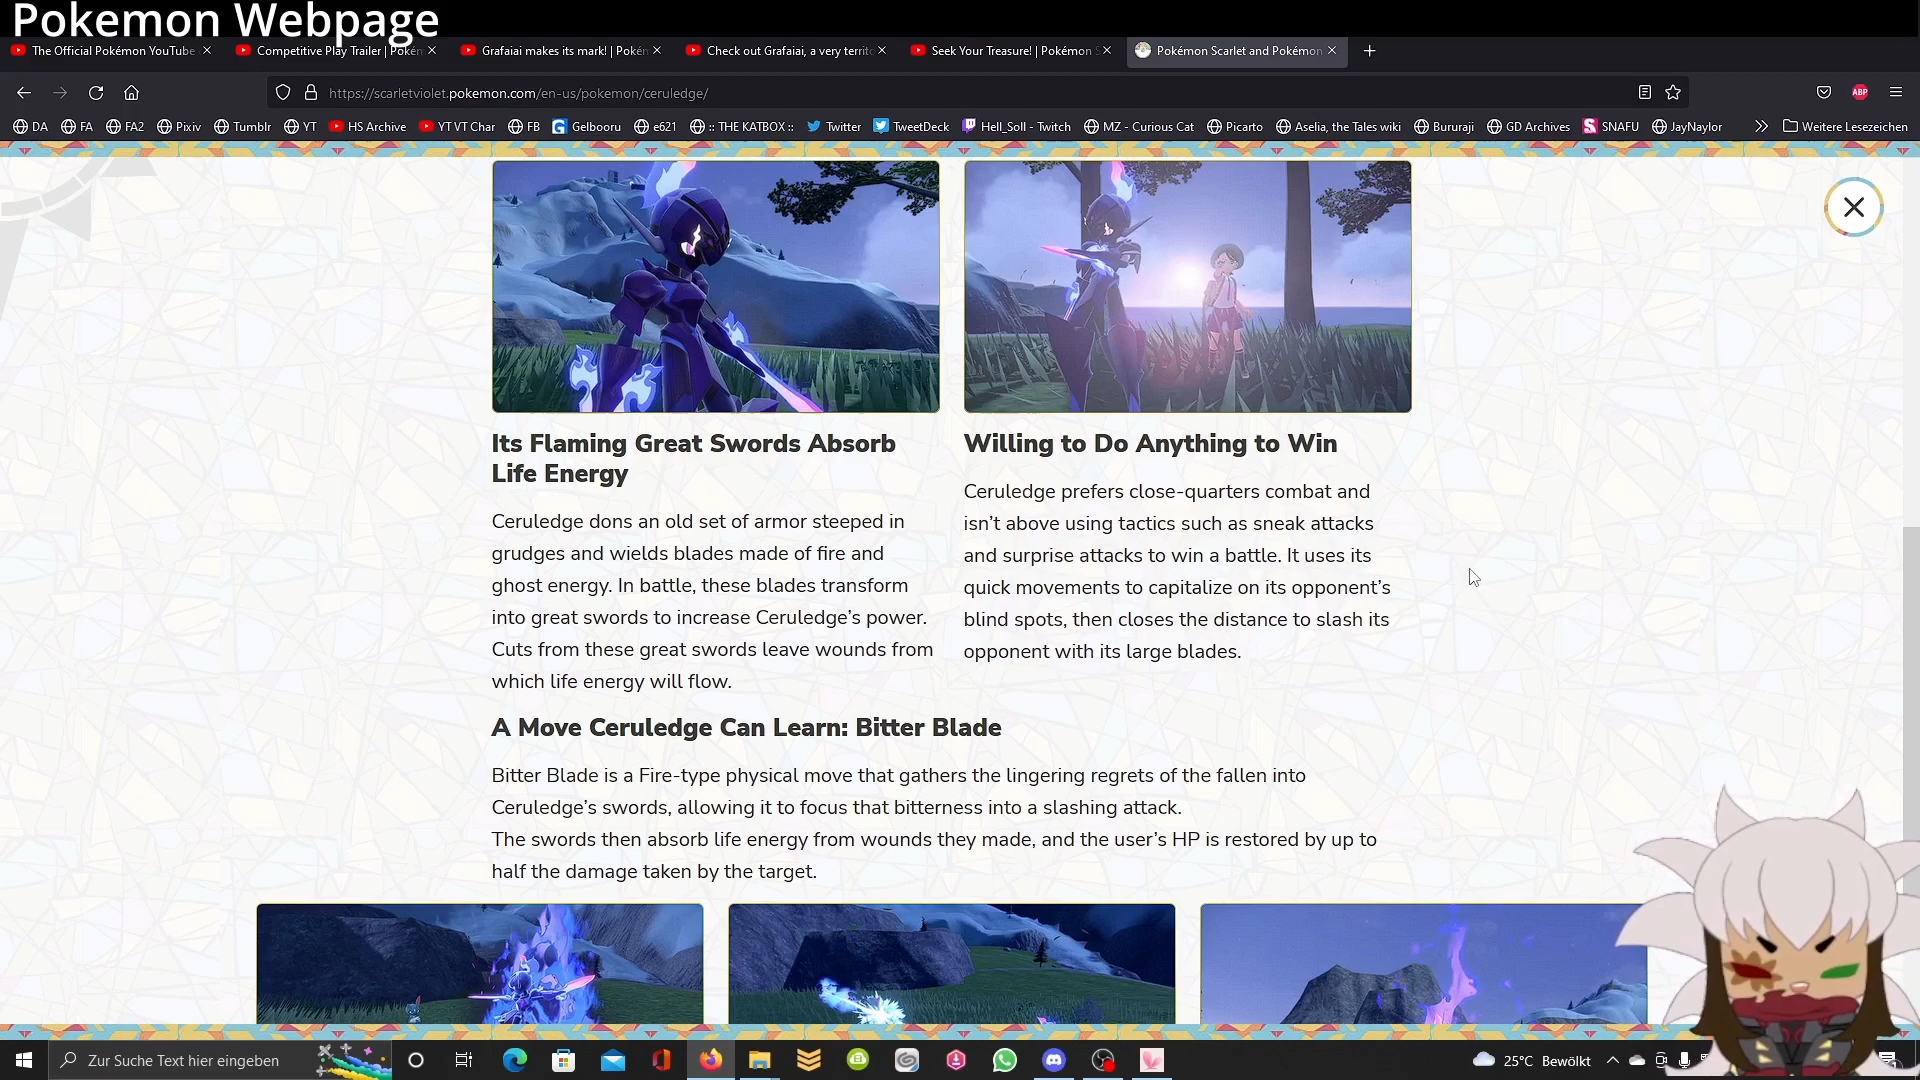 Pokemon Webpage
The Official Pokémon YouTube
Competitive Play Trailer | Pokén
Grafaiai makes its mark! | Pokén
Check out Grafaiai, a very territo
Seek Your Treasure! | Pokémon S
Pokémon Scarlet and Pokémon
https://scarletviolet.pokemon.com/en-us/pokemon/ceruledge/
ABP
DA FA FA2 Pixiv Tumblr YT HS Archive YT VT Char FB Gelbooru e621 :: THE KATBOX :: Twitter TweetDeck Hell_Soll - Twitch MZ - Curious Cat Picarto Aselia, the Tales wiki Bururaji GD Archives SNAFU JayNaylor Weitere Lesezeichen
Its Flaming Great Swords Absorb
Life Energy
Ceruledge dons an old set of armor steeped in
grudges and wields blades made of fire and
ghost energy. In battle, these blades transform
into great swords to increase Ceruledge’s power.
Cuts from these great swords leave wounds from
which life energy will flow.
Willing to Do Anything to Win
Ceruledge prefers close-quarters combat and
isn’t above using tactics such as sneak attacks
and surprise attacks to win a battle. It uses its
quick movements to capitalize on its opponent’s
blind spots, then closes the distance to slash its
opponent with its large blades.
A Move Ceruledge Can Learn: Bitter Blade
Bitter Blade is a Fire-type physical move that gathers the lingering regrets of the fallen into
Ceruledge’s swords, allowing it to focus that bitterness into a slashing attack.
The swords then absorb life energy from wounds they made, and the user’s HP is restored by up to
half the damage taken by the target.
Zur Suche Text hier eingeben
25°C Bewölkt